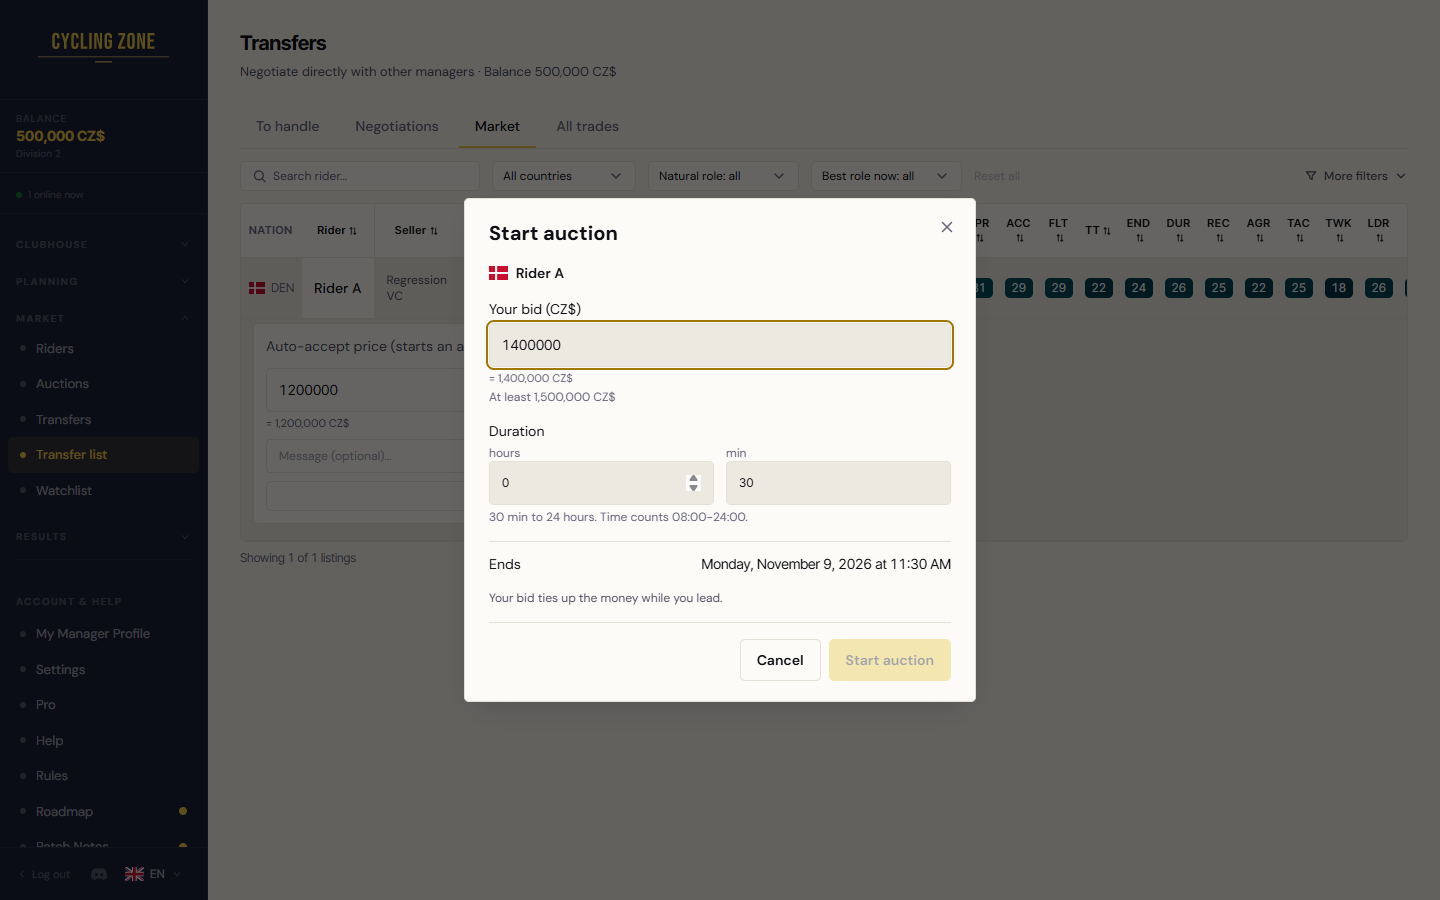 CYCLING ZONE
BALANCE
500,000 CZ$
Division 2
1 online now
CLUBHOUSE
PLANNING
MARKET
Riders
Auctions
Transfers
Transfer list
Watchlist
RESULTS
ACCOUNT & HELP
My Manager Profile
Settings
Pro
Help
Rules
Roadmap
Patch Notes
Log out
EN
Transfers
Negotiate directly with other managers · Balance 500,000 CZ$
To handle Negotiations Market All trades
Search rider... All countries Natural role: all Best role now: all Reset all More filters
NATION Rider Seller ACC FLT TT END DUR REC AGR TAC TWK LDR
DEN Rider A Regression VC 29 29 22 24 26 25 22 25 18 26
Auto-accept price (starts an a
1200000
= 1,200,000 CZ$
Message (optional)...
Showing 1 of 1 listings
Start auction
Rider A
Your bid (CZ$)
1400000
= 1,400,000 CZ$
At least 1,500,000 CZ$
Duration
hours min
0 30
30 min to 24 hours. Time counts 08:00–24:00.
Ends Monday, November 9, 2026 at 11:30 AM
Your bid ties up the money while you lead.
Cancel Start auction